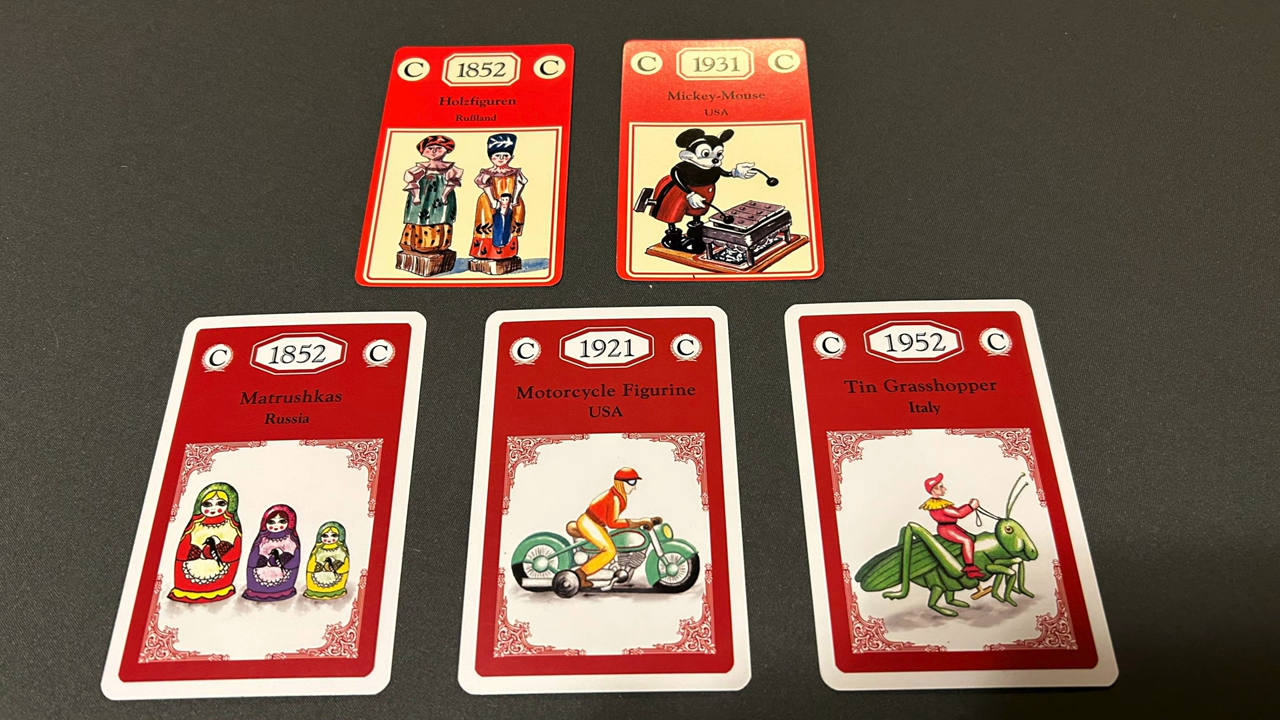 C 1852 C
Holzfiguren
Rußland
C 1931 C
Mickey-Mouse
USA
C 1852 C
Matrushkas
Russia
C 1921 C
Motorcycle Figurine
USA
C 1952 C
Tin Grasshopper
Italy